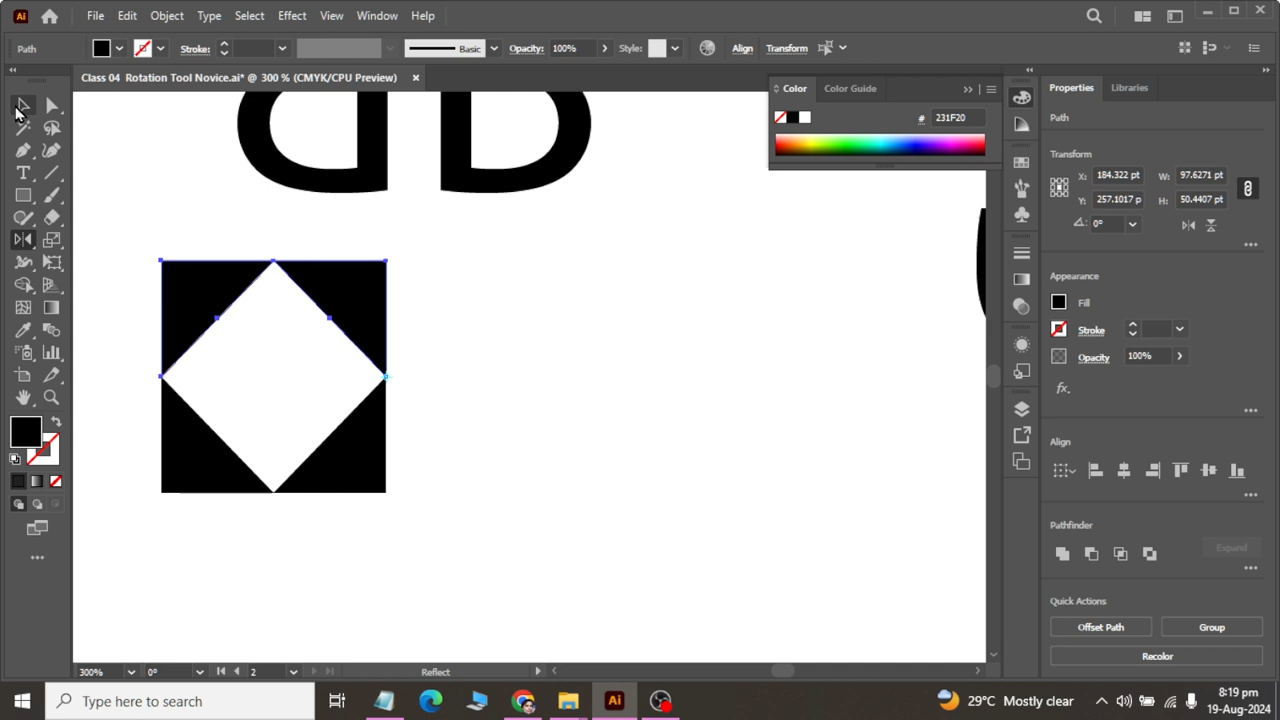 Ai File Edit Object Type Select Effect View Window Help
Path Stroke: Basic Opacity: 100% Style: Align Transform
Class 04 Rotation Tool Novice.ai* @ 300 % (CMYK/CPU Preview)
Color Color Guide
# 231F20
Properties Libraries
Path
Transform
X: 184.322 pt W: 97.6271 pt
Y: 257.1017 p H: 50.4407 pt
0°
Appearance
Fill
Stroke
Opacity 100%
fx.
Align
Pathfinder
Expand
Quick Actions
Offset Path Group
Recolor
300% 0° 2 Reflect
Type here to search
Ai
29°C Mostly clear
8:19 pm
19-Aug-2024